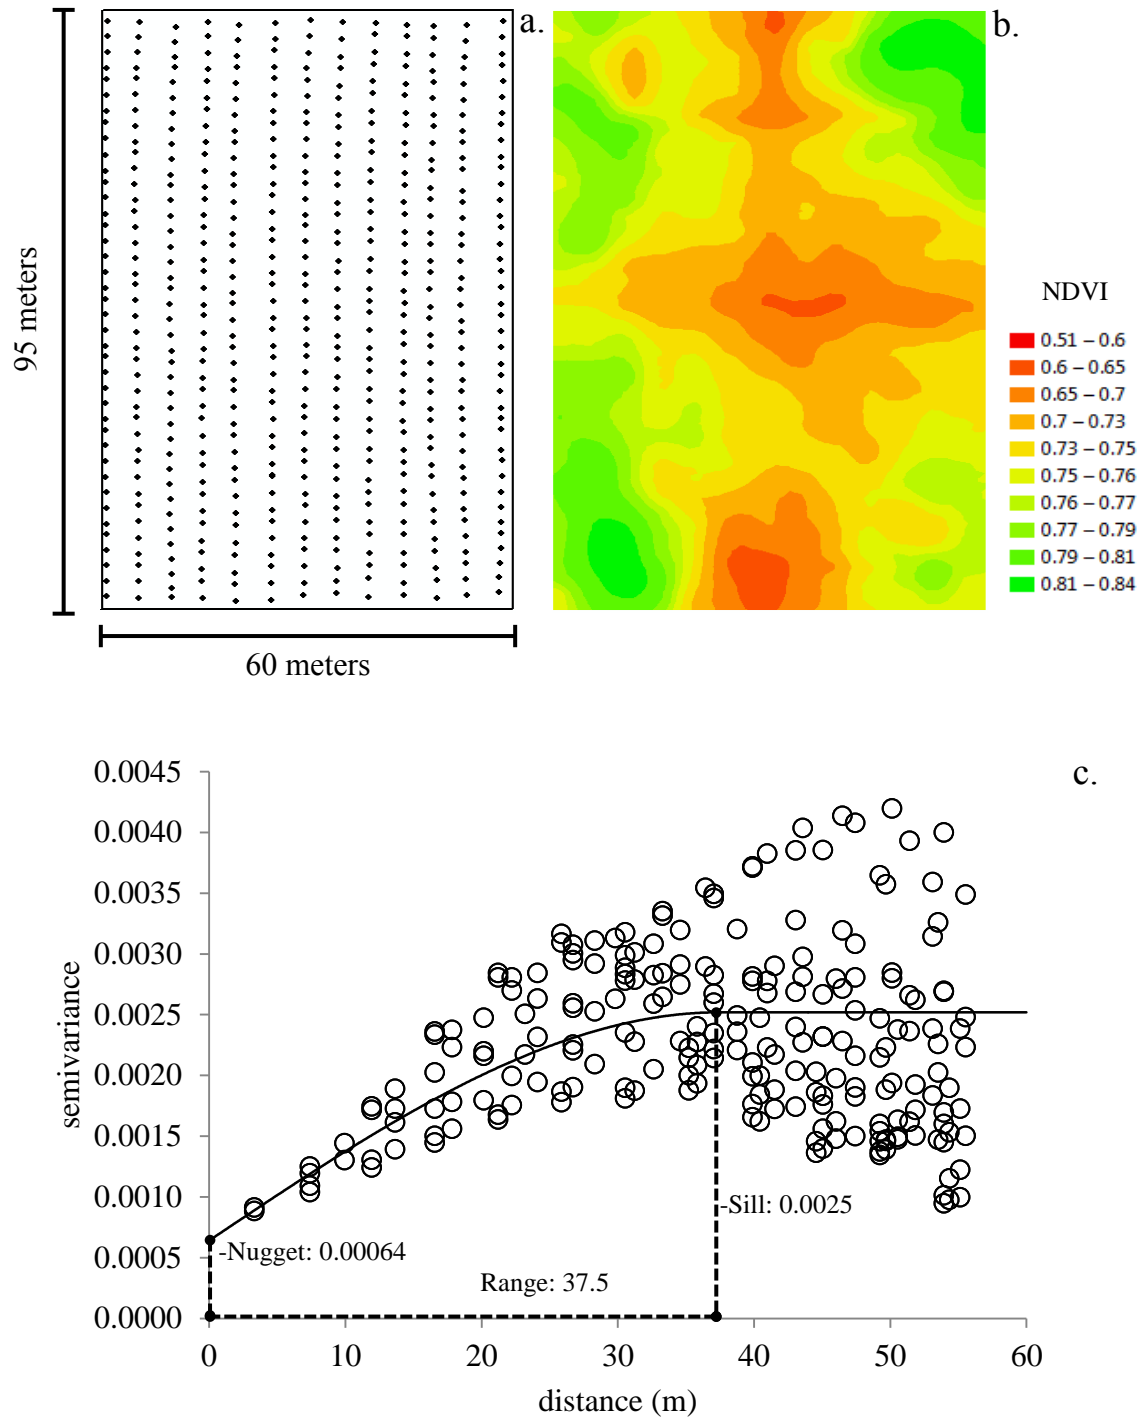 a.
b.
95 meters
60 meters
NDVI
0.51 – 0.6
0.6 – 0.65
0.65 – 0.7
0.7 – 0.73
0.73 – 0.75
0.75 – 0.76
0.76 – 0.77
0.77 – 0.79
0.79 – 0.81
0.81 – 0.84
c.
semivariance
0.0045
0.0040
0.0035
0.0030
0.0025
0.0020
0.0015
0.0010
0.0005
0.0000
-Sill: 0.0025
-Nugget: 0.00064
Range: 37.5
0 10 20 30 40 50 60
distance (m)